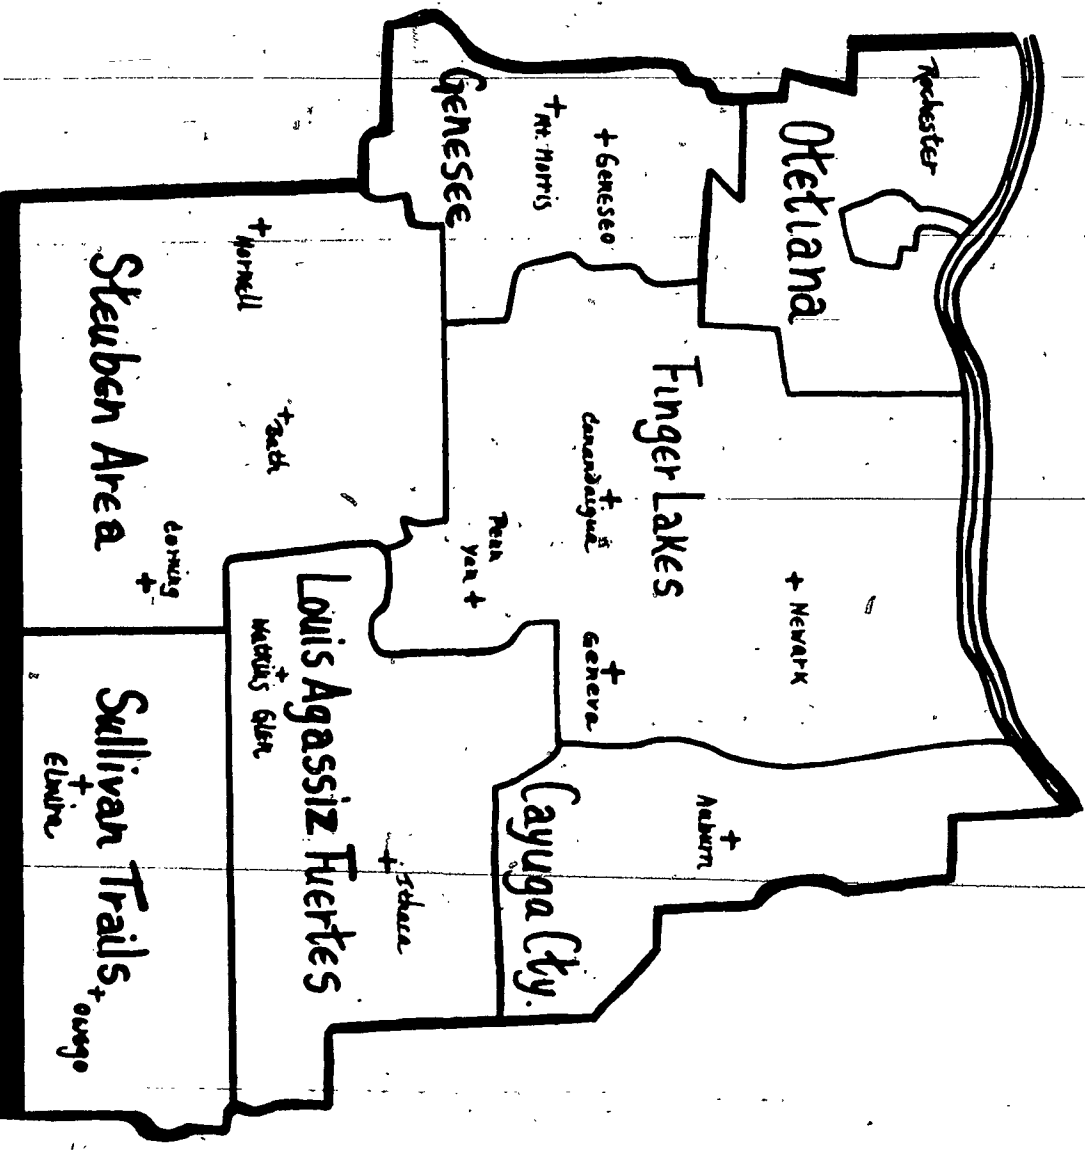 Rochester
Otetiana
+ Geneseo
+ Mt. Morris
Genesee
Finger Lakes
+ Newark
Canandaigua
+
Geneva
+
Penn
Yan +
Auburn
+
Cayuga Cty.
+ Hornell
+ Bath
Corning
+
Steuben Area
Louis Agassiz Fuertes
+ Ithaca
Watkins Glen
+
Sullivan Trails
+
Elmira
+ Owego